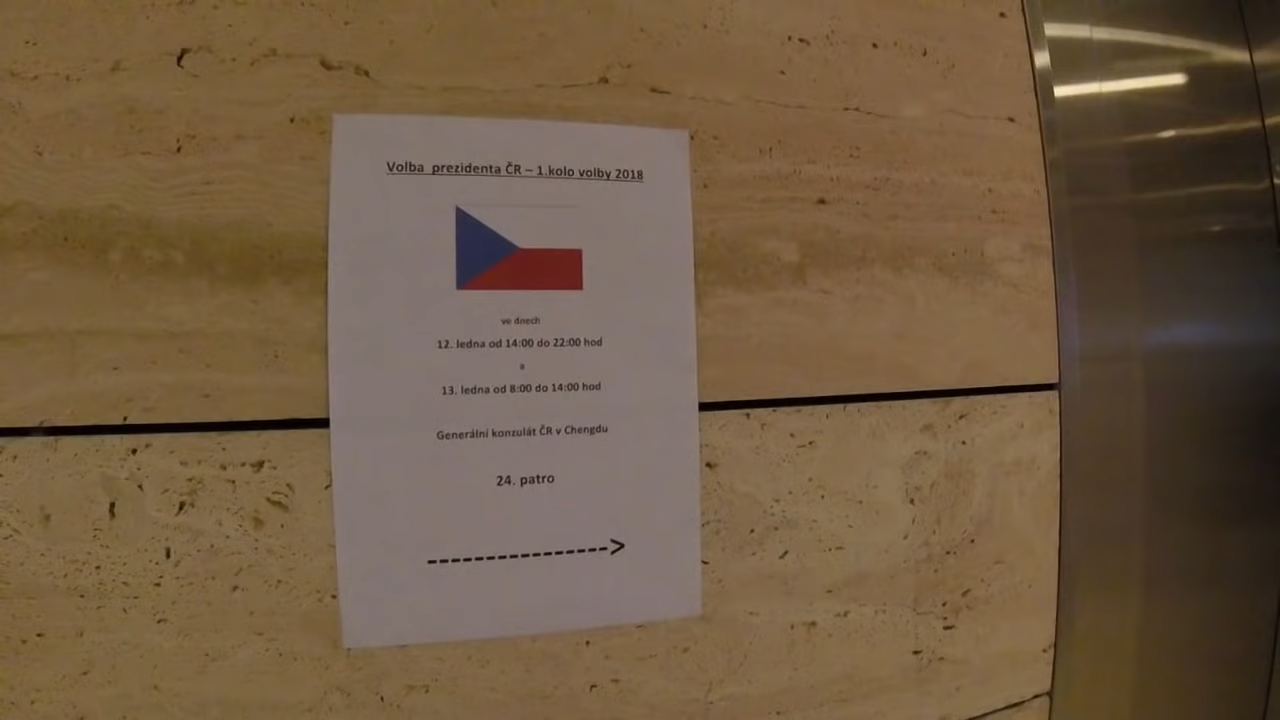 Volba prezidenta ČR – 1.kolo volby 2018
ve dnech
12. ledna od 14:00 do 22:00 hod
a
13. ledna od 8:00 do 14:00 hod
Generální konzulát ČR v Chengdu
24. patro